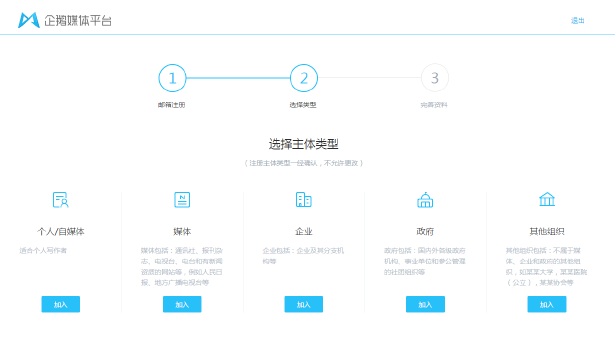 企鹅媒体平台
退出
1
2
3
邮箱注册
选择类型
完善资料
选择主体类型
（注册主体类型一经确认，不允许更改）
个人/自媒体
适合个人写作者
加入
媒体
媒体包括：通讯社、报刊杂
志、电视台、电台和有新闻
资质的网站等，例如人民日
报、地方广播电视台等
加入
企业
企业包括：企业及其分支机
构等
加入
政府
政府包括：国内外各级政府
机构、事业单位和参公管理
的社团组织等
加入
其他组织
其他组织包括：不属于媒
体、企业和政府的其他组
织，如某某大学，某某医院
（公立），某某协会等
加入